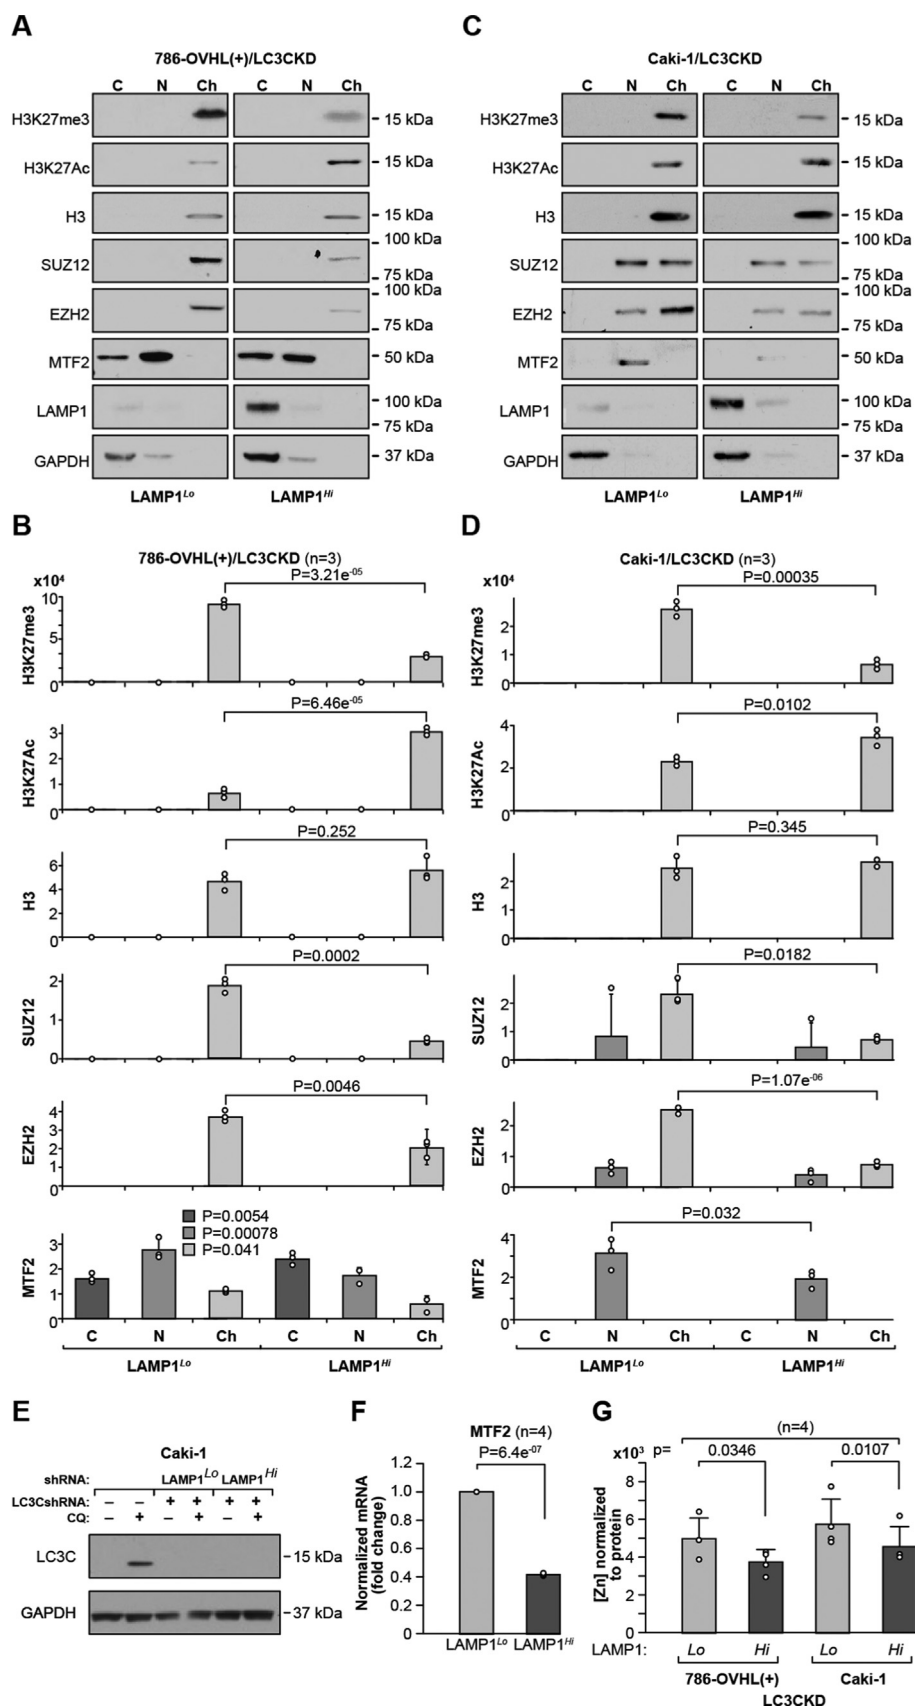 A
786-OVHL(+)/LC3CKD
C N Ch C N Ch
H3K27me3
15 kDa
H3K27Ac
15 kDa
H3
15 kDa
100 kDa
SUZ12
75 kDa
100 kDa
EZH2
75 kDa
MTF2
50 kDa
LAMP1
100 kDa
75 kDa
GAPDH
37 kDa
LAMP1Lo LAMP1Hi
C
Caki-1/LC3CKD
C N Ch C N Ch
H3K27me3
15 kDa
H3K27Ac
15 kDa
H3
15 kDa
100 kDa
SUZ12
75 kDa
100 kDa
EZH2
75 kDa
MTF2
50 kDa
LAMP1
100 kDa
75 kDa
GAPDH
37 kDa
LAMP1Lo LAMP1Hi
B
786-OVHL(+)/LC3CKD (n=3)
x10⁴
P=3.21e-05
H3K27me3
10
5
0
P=6.46e-05
H3K27Ac
3
2
1
0
P=0.252
H3
6
4
2
0
P=0.0002
SUZ12
2
1
0
P=0.0046
EZH2
4
3
2
1
0
P=0.0054
P=0.00078
P=0.041
MTF2
3
2
1
0
C N Ch C N Ch
LAMP1Lo LAMP1Hi
D
Caki-1/LC3CKD (n=3)
x10⁴
P=0.00035
H3K27me3
2
1
0
P=0.0102
H3K27Ac
4
2
0
P=0.345
H3
2
1
0
P=0.0182
SUZ12
2
1
0
P=1.07e-06
EZH2
2
1
0
P=0.032
MTF2
4
2
0
C N Ch C N Ch
LAMP1Lo LAMP1Hi
E
Caki-1
shRNA: LAMP1Lo LAMP1Hi
LC3CshRNA: – – + + + +
CQ: – + – + – +
LC3C
15 kDa
GAPDH
37 kDa
F
MTF2 (n=4)
P=6.4e-07
Normalized mRNA
(fold change)
1.2
1.0
0.8
0.6
0.4
0.2
0
LAMP1Lo LAMP1Hi
G
(n=4)
x10³ p= 0.0346 0.0107
[Zn] normalized
to protein
8
6
4
2
0
LAMP1: Lo Hi Lo Hi
786-OVHL(+) Caki-1
LC3CKD